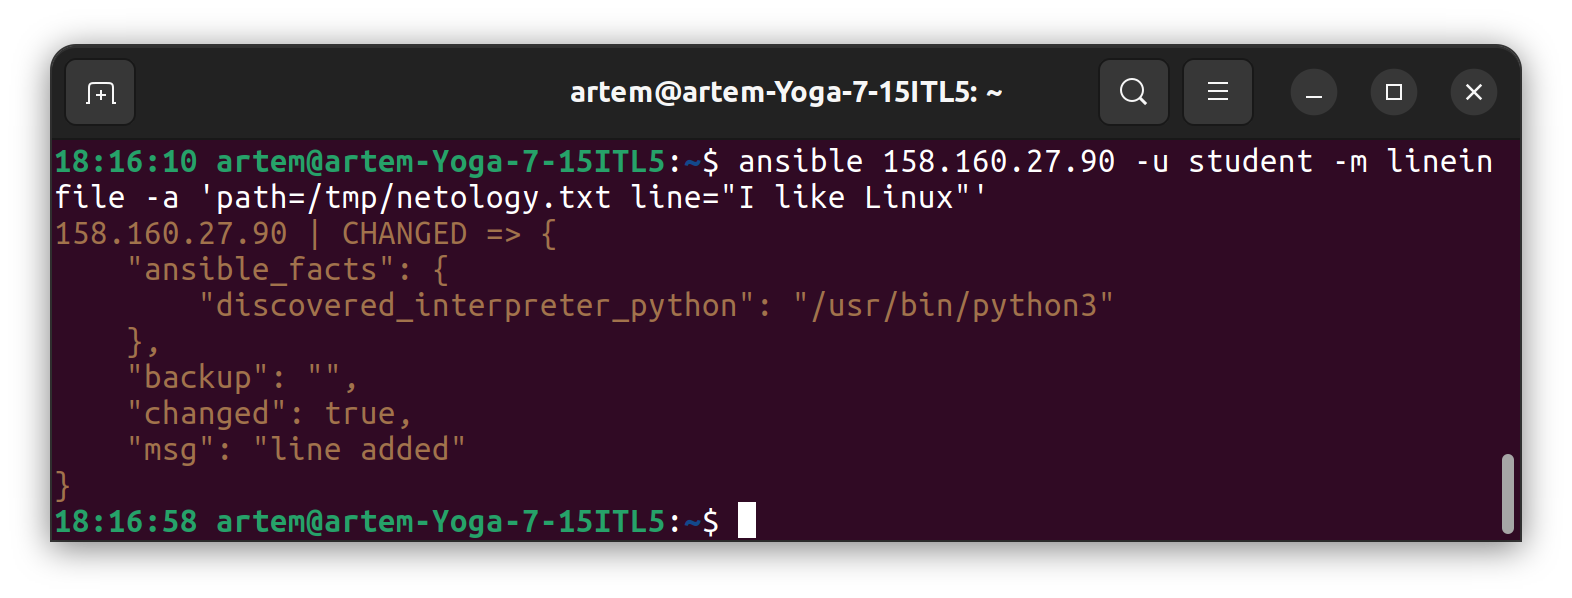 artem@artem-Yoga-7-15ITL5: ~
18:16:10 artem@artem-Yoga-7-15ITL5:~$ ansible 158.160.27.90 -u student -m linein
file -a 'path=/tmp/netology.txt line="I like Linux"'
158.160.27.90 | CHANGED => {
    "ansible_facts": {
        "discovered_interpreter_python": "/usr/bin/python3"
    },
    "backup": "",
    "changed": true,
    "msg": "line added"
}
18:16:58 artem@artem-Yoga-7-15ITL5:~$